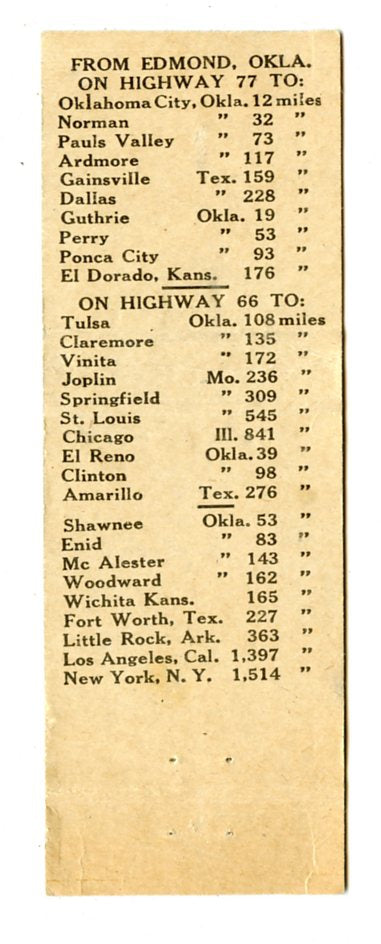 FROM EDMOND, OKLA.
ON HIGHWAY 77 TO:
Oklahoma City, Okla. 12 miles
Norman " 32 "
Pauls Valley " 73 "
Ardmore " 117 "
Gainsville Tex. 159 "
Dallas " 228 "
Guthrie Okla. 19 "
Perry " 53 "
Ponca City " 93 "
El Dorado, Kans. 176 "
ON HIGHWAY 66 TO:
Tulsa Okla. 108 miles
Claremore " 135 "
Vinita " 172 "
Joplin Mo. 236 "
Springfield " 309 "
St. Louis " 545 "
Chicago Ill. 841 "
El Reno Okla. 39 "
Clinton " 98 "
Amarillo Tex. 276 "
Shawnee Okla. 53 "
Enid " 83 "
Mc Alester " 143 "
Woodward " 162 "
Wichita Kans. 165 "
Fort Worth, Tex. 227 "
Little Rock, Ark. 363 "
Los Angeles, Cal. 1,397 "
New York, N. Y. 1,514 "